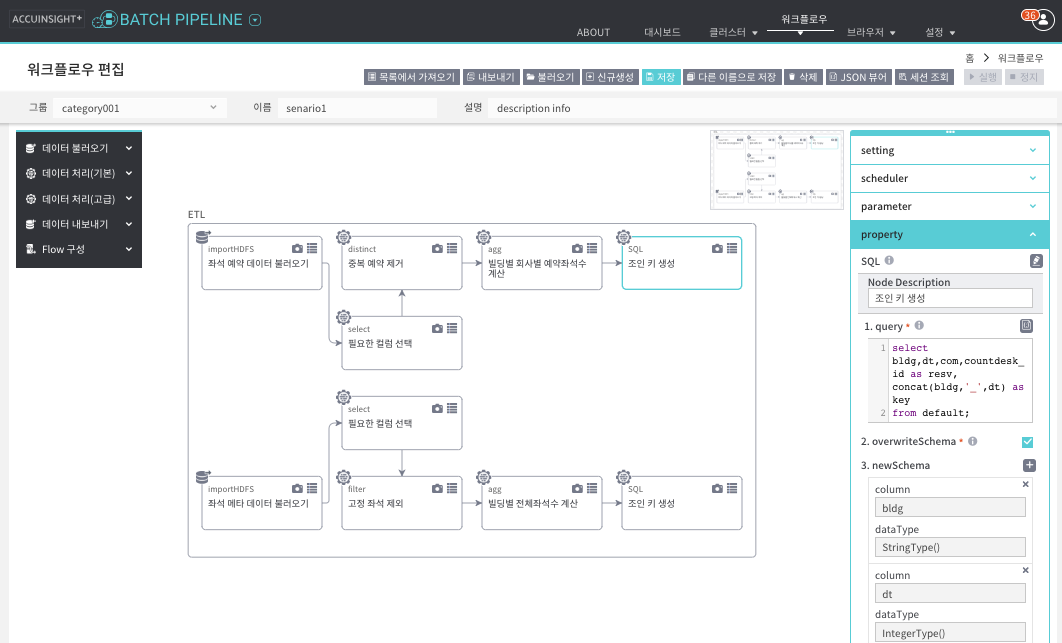 ACCUINSIGHT+
BATCH PIPELINE
36
ABOUT
대시보드
클러스터
워크플로우
브라우저
설정
홈
워크플로우
워크플로우 편집
목록에서 가져오기
내보내기
불러오기
신규생성
저장
다른 이름으로 저장
삭제
JSON 뷰어
세션 조회
실행
정지
그룹
category001
이름
senario1
설명
description info
데이터 불러오기
데이터 처리(기본)
데이터 처리(고급)
데이터 내보내기
Flow 구성
ETL
importHDFS
좌석 예약 데이터 불러오기
distinct
중복 예약 제거
agg
빌딩별 회사별 예약좌석수
계산
SQL
조인 키 생성
select
필요한 컬럼 선택
select
필요한 컬럼 선택
importHDFS
좌석 메타 데이터 불러오기
filter
고정 좌석 제외
agg
빌딩별 전체좌석수 계산
SQL
조인 키 생성
setting
scheduler
parameter
property
SQL
Node Description
조인 키 생성
1. query *
1 select
bldg,dt,com,countdesk_
id as resv,
concat(bldg,'_',dt) as
key
2 from default;
2. overwriteSchema *
3. newSchema
column
bldg
dataType
StringType()
column
dt
dataType
IntegerType()